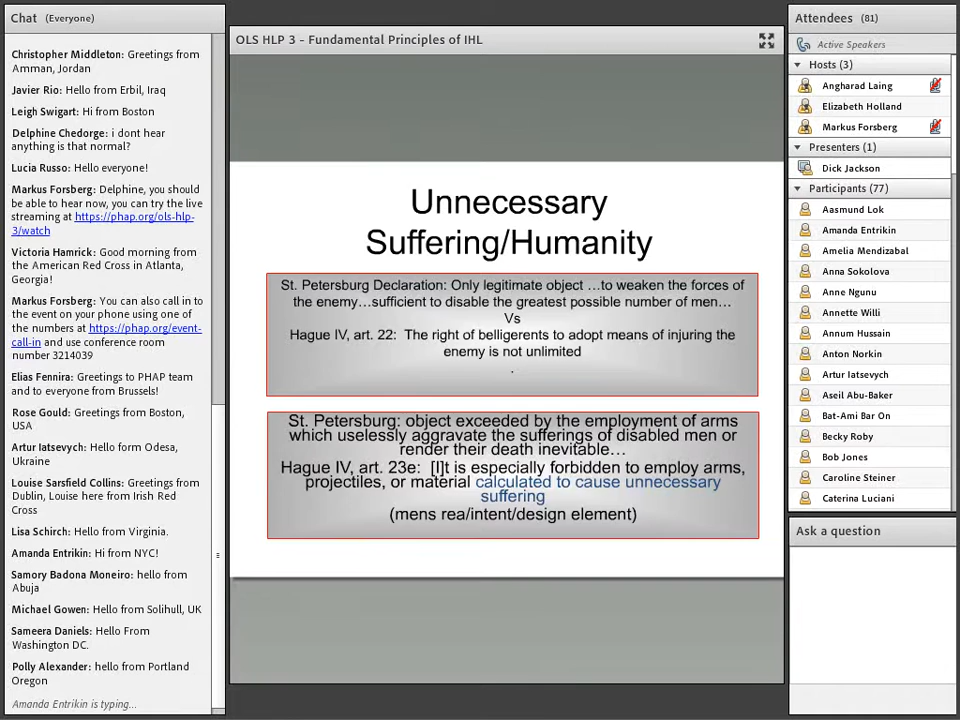 Chat (Everyone)
Christopher Middleton: Greetings from
Amman, Jordan
Javier Rio: Hello from Erbil, Iraq
Leigh Swigart: Hi from Boston
Delphine Chedorge: i dont hear
anything is that normal?
Lucia Russo: Hello everyone!
Markus Forsberg: Delphine, you should
be able to hear now, you can try the live
streaming at https://phap.org/ols-hlp-
3/watch
Victoria Hamrick: Good morning from
the American Red Cross in Atlanta,
Georgia!
Markus Forsberg: You can also call in to
the event on your phone using one of
the numbers at https://phap.org/event-
call-in and use conference room
number 3214039
Elias Fennira: Greetings to PHAP team
and to everyone from Brussels!
Rose Gould: Greetings from Boston,
USA
Artur Iatsevych: Hello form Odesa,
Ukraine
Louise Sarsfield Collins: Greetings from
Dublin, Louise here from Irish Red
Cross
Lisa Schirch: Hello from Virginia.
Amanda Entrikin: Hi from NYC!
Samory Badona Moneiro: hello from
Abuja
Michael Gowen: Hello from Solihull, UK
Sameera Daniels: Hello From
Washington DC.
Polly Alexander: hello from Portland
Oregon
Amanda Entrikin is typing...
OLS HLP 3 - Fundamental Principles of IHL
Unnecessary
Suffering/Humanity
St. Petersburg Declaration: Only legitimate object …to weaken the forces of
the enemy…sufficient to disable the greatest possible number of men…
Vs
Hague IV, art. 22: The right of belligerents to adopt means of injuring the
enemy is not unlimited
.
St. Petersburg: object exceeded by the employment of arms
which uselessly aggravate the sufferings of disabled men or
render their death inevitable…
Hague IV, art. 23e: [I]t is especially forbidden to employ arms,
projectiles, or material calculated to cause unnecessary
suffering
(mens rea/intent/design element)
Attendees (81)
Active Speakers
Hosts (3)
Angharad Laing
Elizabeth Holland
Markus Forsberg
Presenters (1)
Dick Jackson
Participants (77)
Aasmund Lok
Amanda Entrikin
Amelia Mendizabal
Anna Sokolova
Anne Ngunu
Annette Willi
Annum Hussain
Anton Norkin
Artur Iatsevych
Aseil Abu-Baker
Bat-Ami Bar On
Becky Roby
Bob Jones
Caroline Steiner
Caterina Luciani
Ask a question